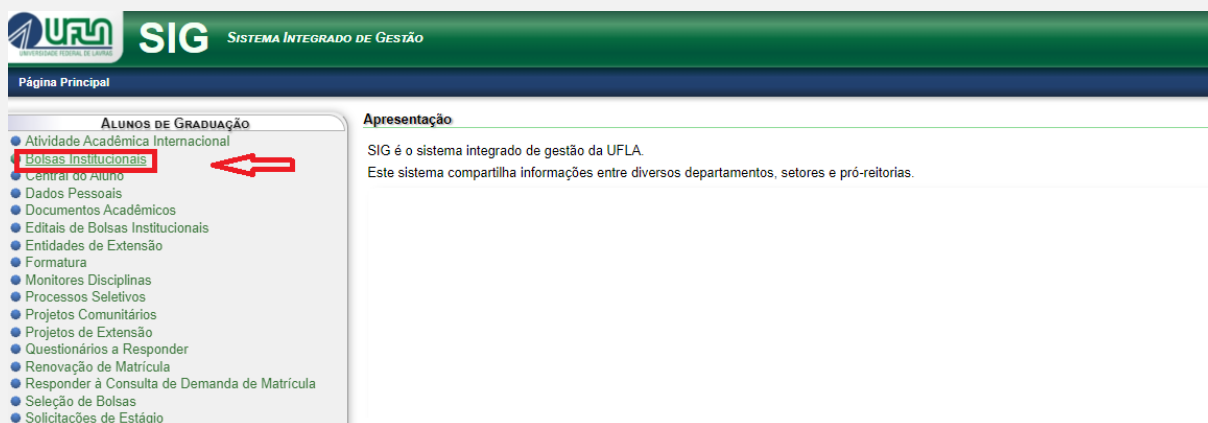 UFLA
UNIVERSIDADE FEDERAL DE LAVRAS
SIG SISTEMA INTEGRADO DE GESTÃO
Página Principal
ALUNOS DE GRADUAÇÃO
Atividade Acadêmica Internacional
Bolsas Institucionais
Central do Aluno
Dados Pessoais
Documentos Acadêmicos
Editais de Bolsas Institucionais
Entidades de Extensão
Formatura
Monitores Disciplinas
Processos Seletivos
Projetos Comunitários
Projetos de Extensão
Questionários a Responder
Renovação de Matrícula
Responder à Consulta de Demanda de Matrícula
Seleção de Bolsas
Solicitações de Estágio
Apresentação
SIG é o sistema integrado de gestão da UFLA.
Este sistema compartilha informações entre diversos departamentos, setores e pró-reitorias.